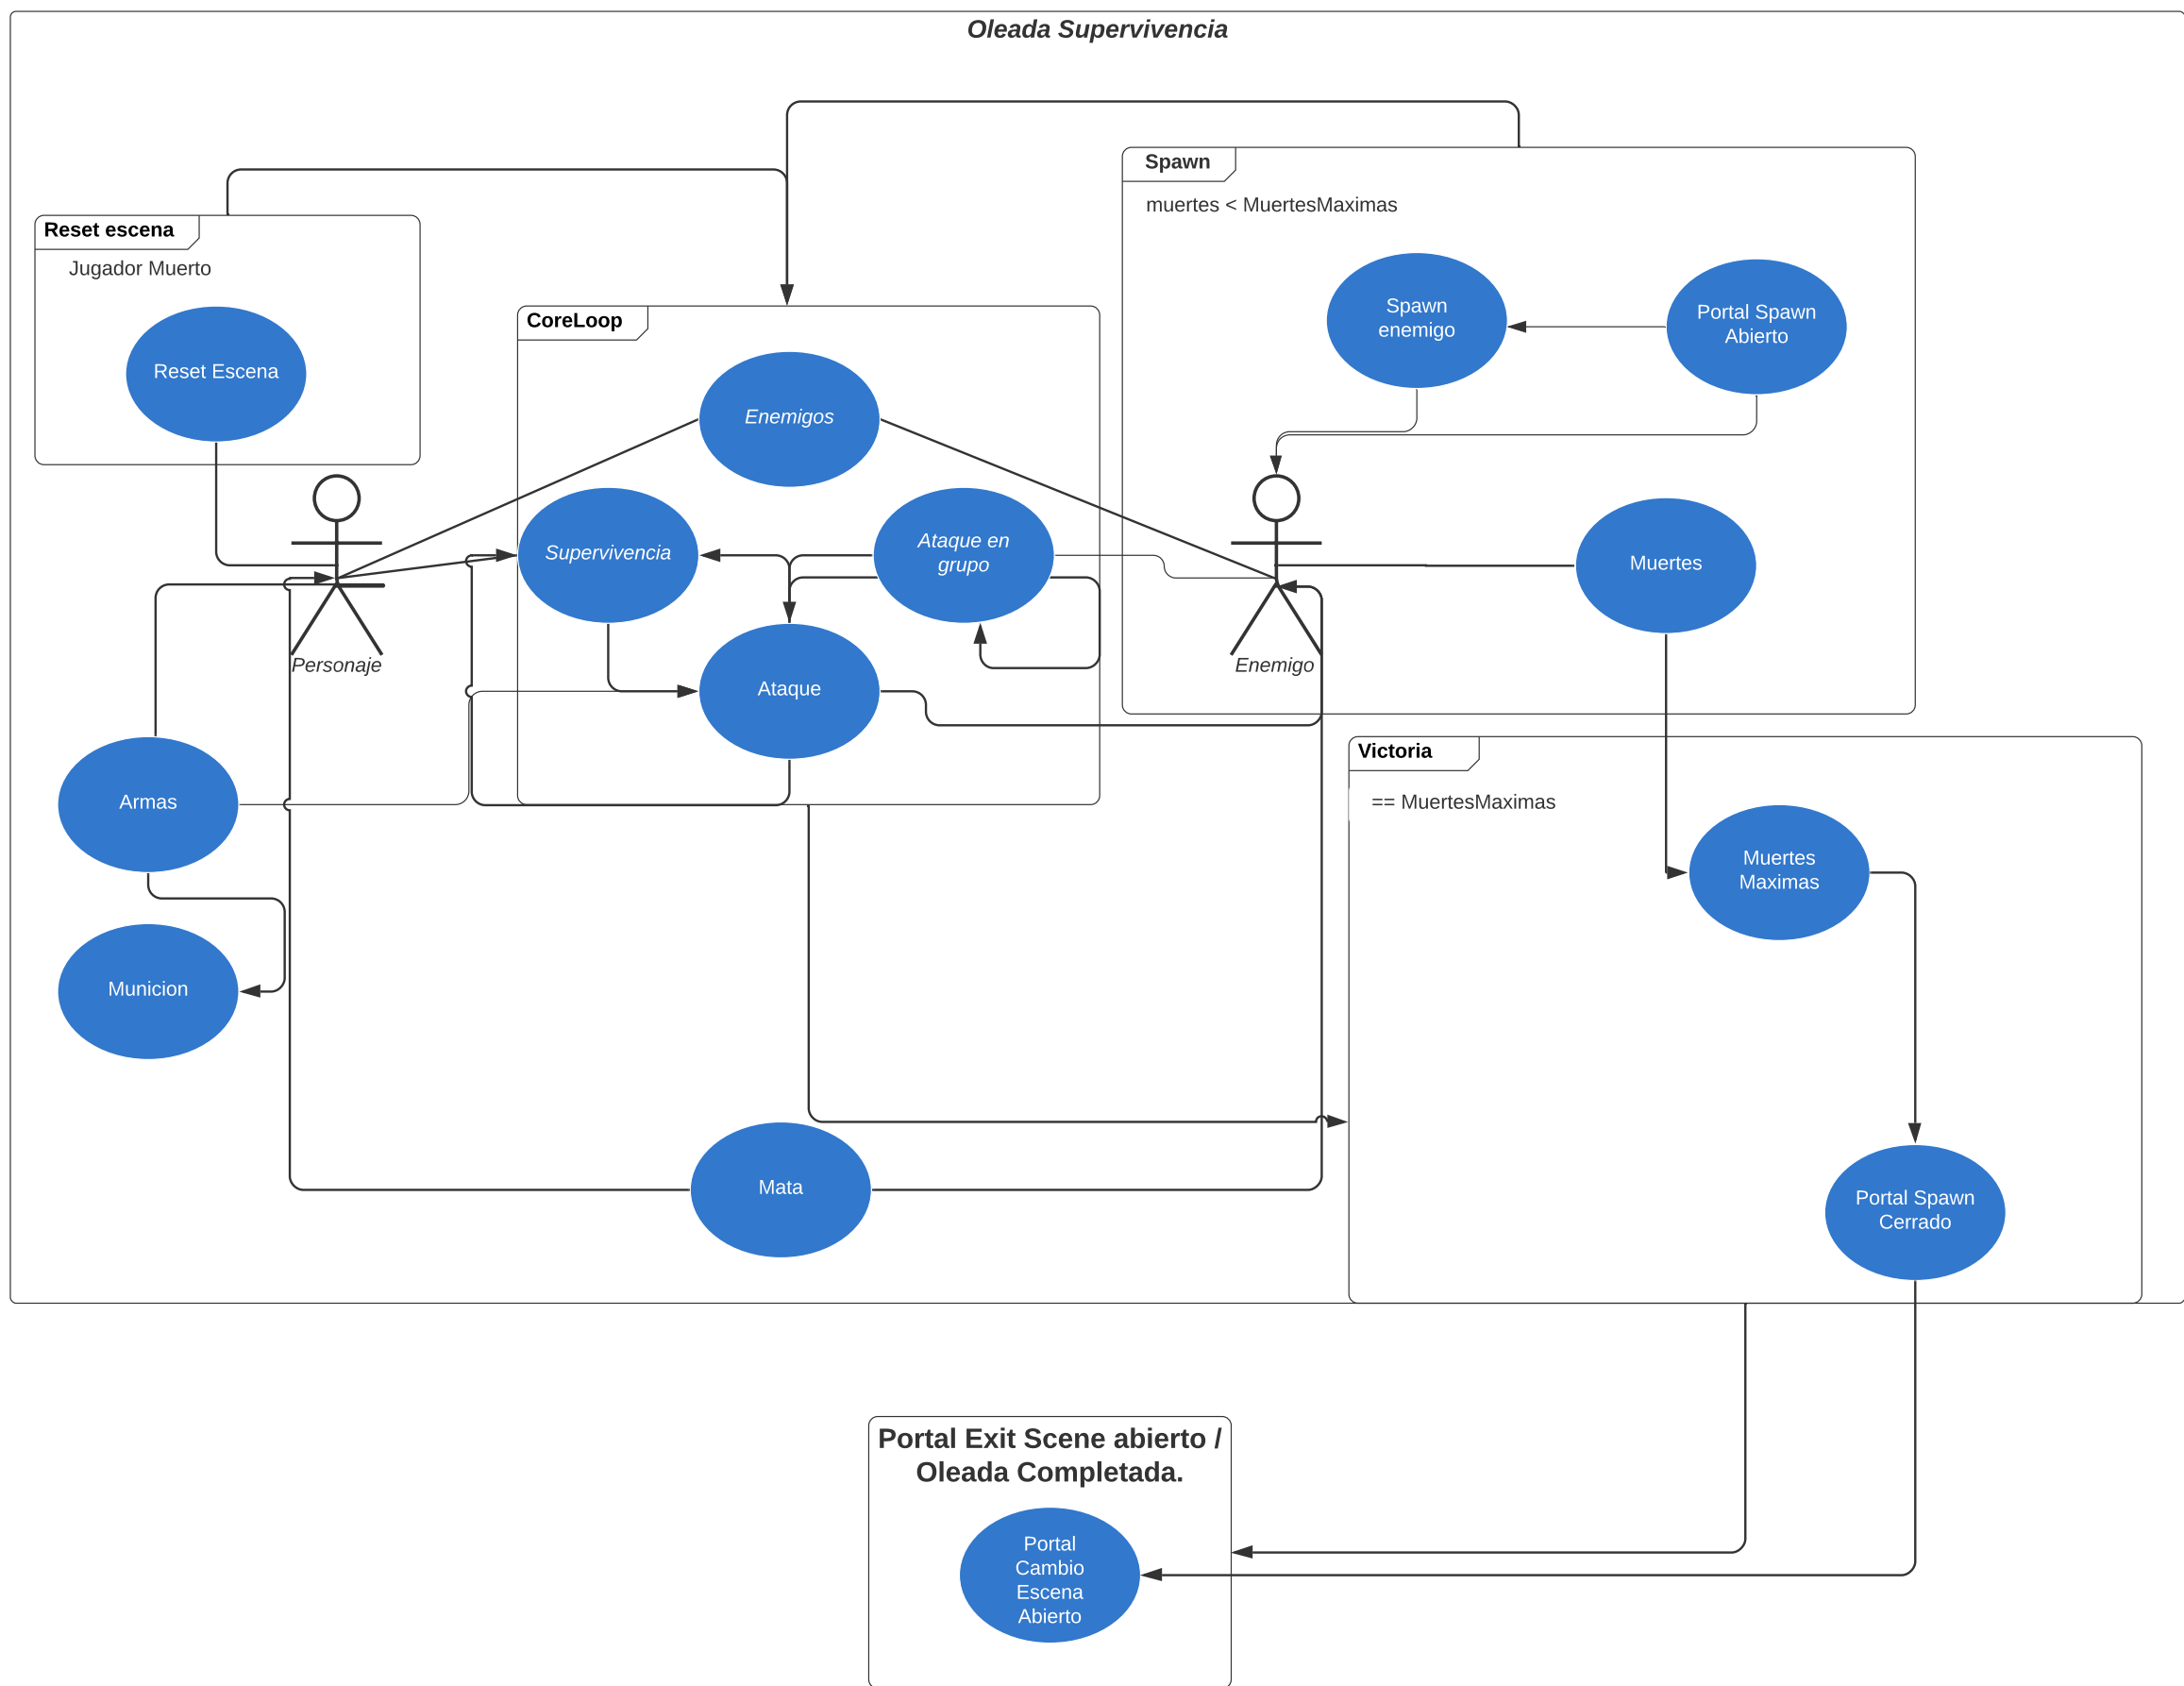 Oleada Supervivencia
Spawn
muertes < MuertesMaximas
Reset escena
Jugador Muerto
Spawn
enemigo
Portal Spawn
Abierto
CoreLoop
Reset Escena
Enemigos
Supervivencia
Ataque en
grupo
Muertes
Personaje
Enemigo
Ataque
Victoria
== MuertesMaximas
Armas
Muertes
Maximas
Municion
Mata
Portal Spawn
Cerrado
Portal Exit Scene abierto /
Oleada Completada.
Portal
Cambio
Escena
Abierto